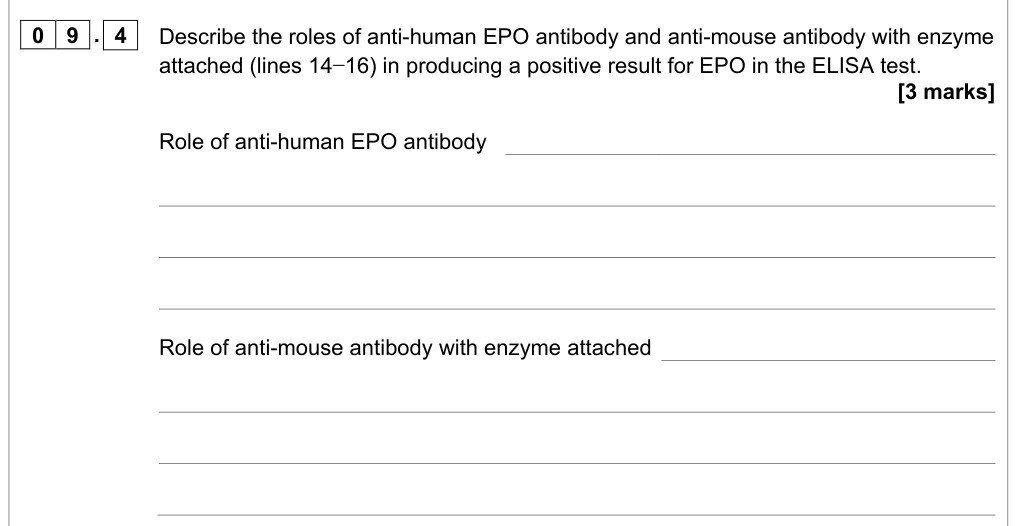 09.4 Describe the roles of anti-human EPO antibody and anti-mouse antibody with enzyme
attached (lines 14–16) in producing a positive result for EPO in the ELISA test.
[3 marks]
Role of anti-human EPO antibody
Role of anti-mouse antibody with enzyme attached